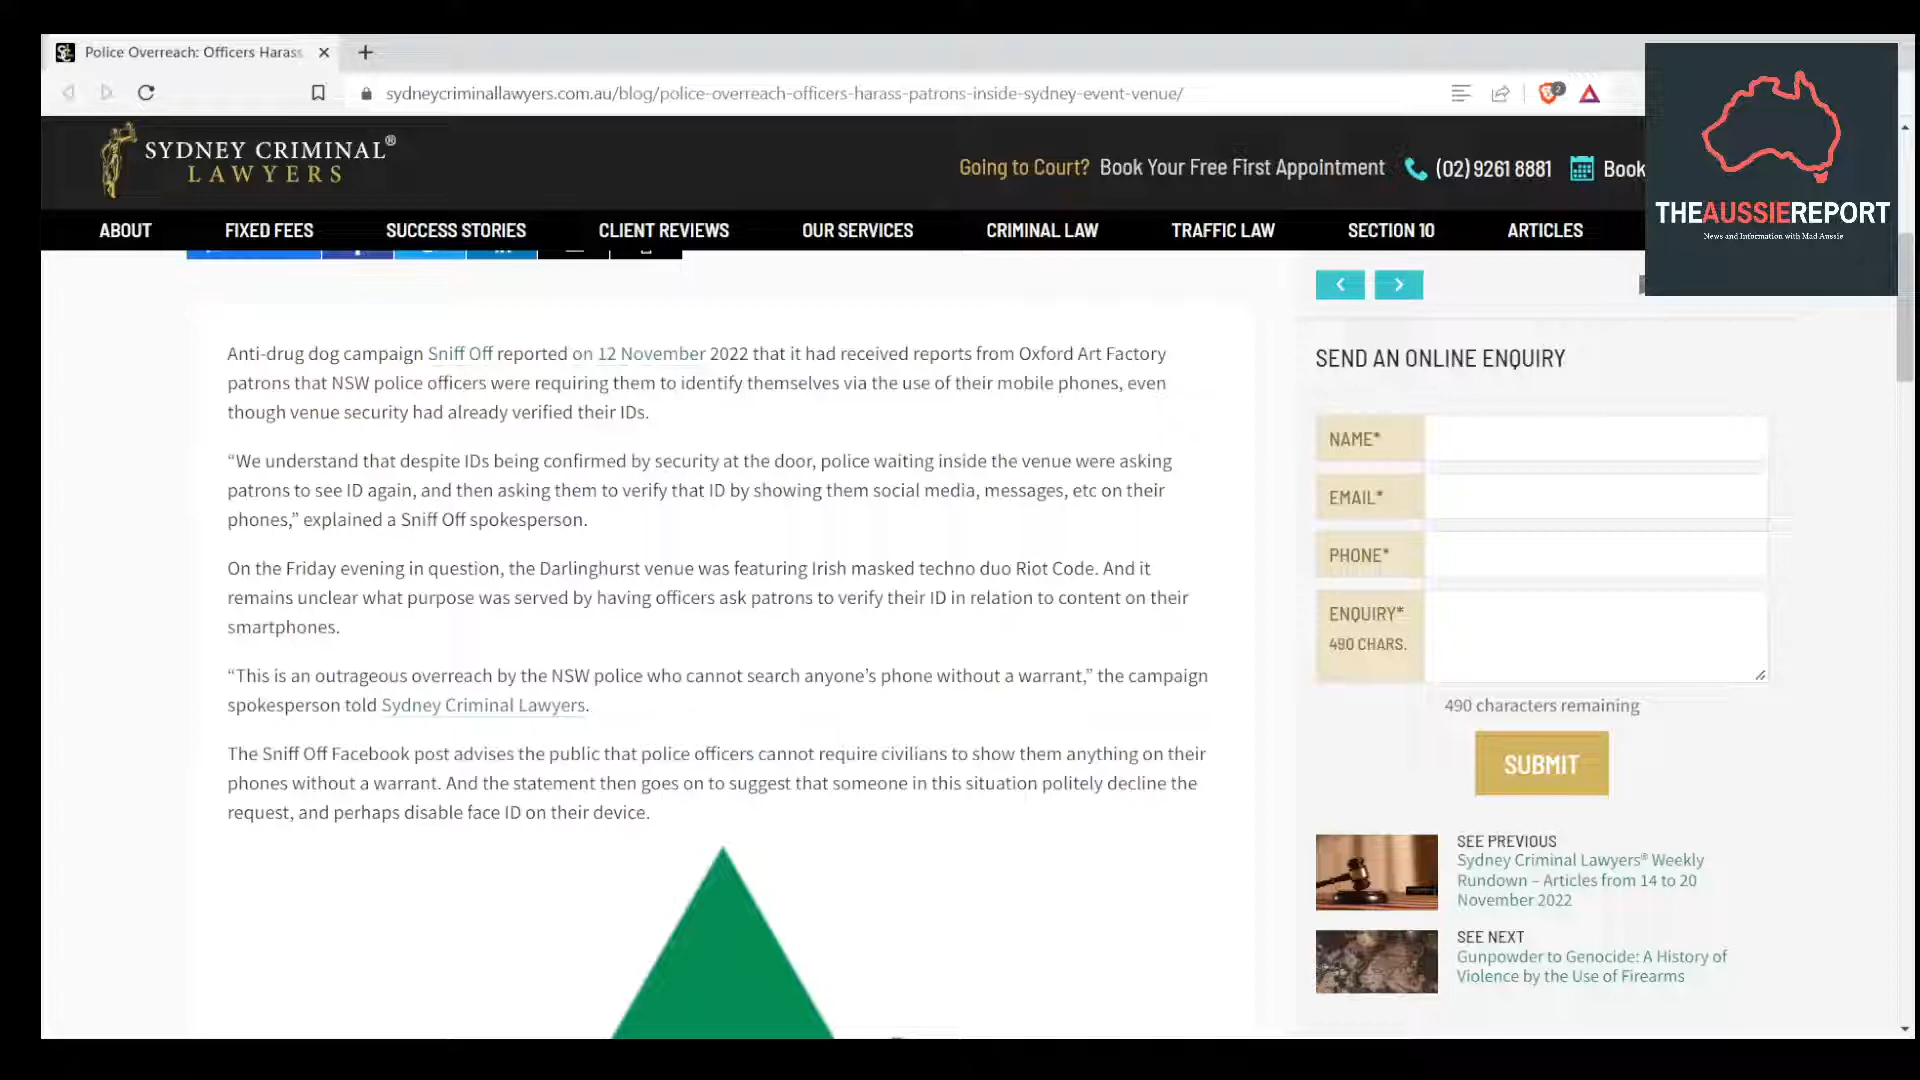 Police Overreach: Officers Harass
sydneycriminallawyers.com.au/blog/police-overreach-officers-harass-patrons-inside-sydney-event-venue/
2
SYDNEY CRIMINAL®
LAWYERS
Going to Court? Book Your Free First Appointment (02) 9261 8881 Book
THEAUSSIEREPORT
News and Information with Mad Aussie
ABOUT FIXED FEES SUCCESS STORIES CLIENT REVIEWS OUR SERVICES CRIMINAL LAW TRAFFIC LAW SECTION 10 ARTICLES
Anti-drug dog campaign Sniff Off reported on 12 November 2022 that it had received reports from Oxford Art Factory
patrons that NSW police officers were requiring them to identify themselves via the use of their mobile phones, even
though venue security had already verified their IDs.
“We understand that despite IDs being confirmed by security at the door, police waiting inside the venue were asking
patrons to see ID again, and then asking them to verify that ID by showing them social media, messages, etc on their
phones,” explained a Sniff Off spokesperson.
On the Friday evening in question, the Darlinghurst venue was featuring Irish masked techno duo Riot Code. And it
remains unclear what purpose was served by having officers ask patrons to verify their ID in relation to content on their
smartphones.
“This is an outrageous overreach by the NSW police who cannot search anyone’s phone without a warrant,” the campaign
spokesperson told Sydney Criminal Lawyers.
The Sniff Off Facebook post advises the public that police officers cannot require civilians to show them anything on their
phones without a warrant. And the statement then goes on to suggest that someone in this situation politely decline the
request, and perhaps disable face ID on their device.
SEND AN ONLINE ENQUIRY
NAME*
EMAIL*
PHONE*
ENQUIRY*
490 CHARS.
490 characters remaining
SUBMIT
SEE PREVIOUS
Sydney Criminal Lawyers® Weekly
Rundown – Articles from 14 to 20
November 2022
SEE NEXT
Gunpowder to Genocide: A History of
Violence by the Use of Firearms